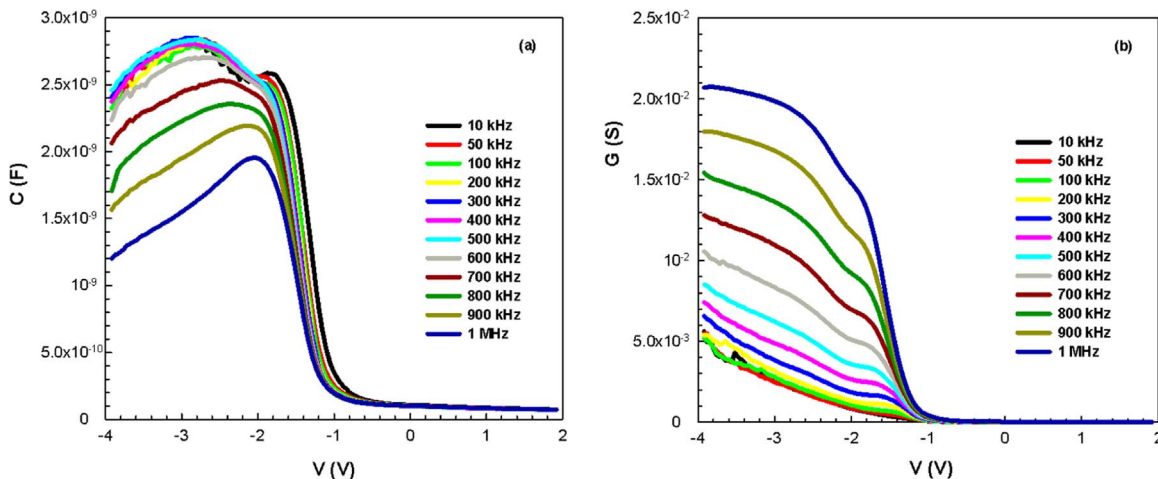 3.0x10⁻⁹
2.5x10⁻⁹
2.0x10⁻⁹
1.5x10⁻⁹
10⁻⁹
5.0x10⁻¹⁰
0
C (F)
(a)
10 kHz
50 kHz
100 kHz
200 kHz
300 kHz
400 kHz
500 kHz
600 kHz
700 kHz
800 kHz
900 kHz
1 MHz
-4 -3 -2 -1 0 1 2
V (V)
2.5x10⁻²
2.0x10⁻²
1.5x10⁻²
10⁻²
5.0x10⁻³
0
G (S)
(b)
10 kHz
50 kHz
100 kHz
200 kHz
300 kHz
400 kHz
500 kHz
600 kHz
700 kHz
800 kHz
900 kHz
1 MHz
-4 -3 -2 -1 0 1 2
V (V)